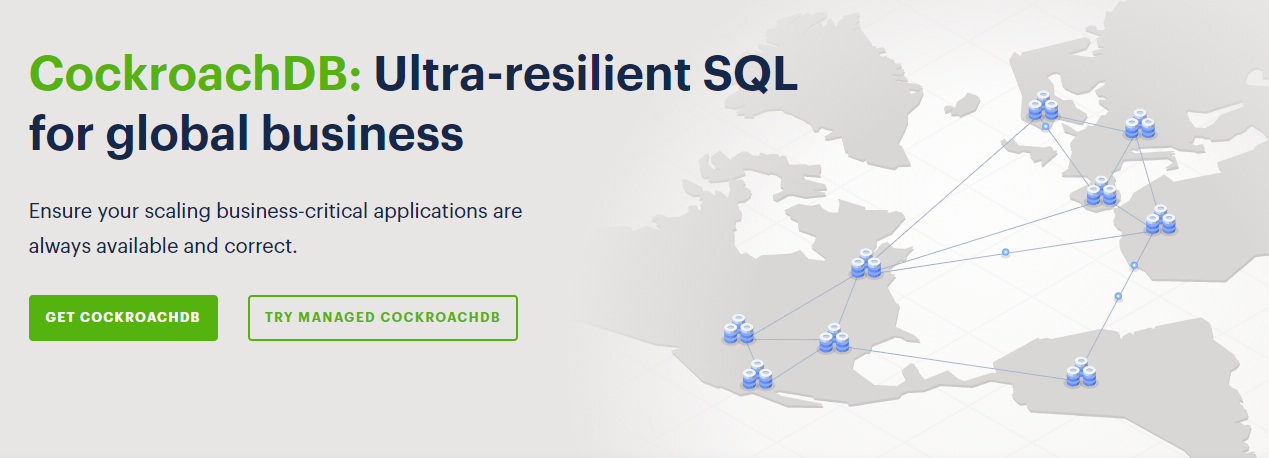 CockroachDB: Ultra-resilient SQL
for global business
Ensure your scaling business-critical applications are
always available and correct.
GET COCKROACHDB
TRY MANAGED COCKROACHDB